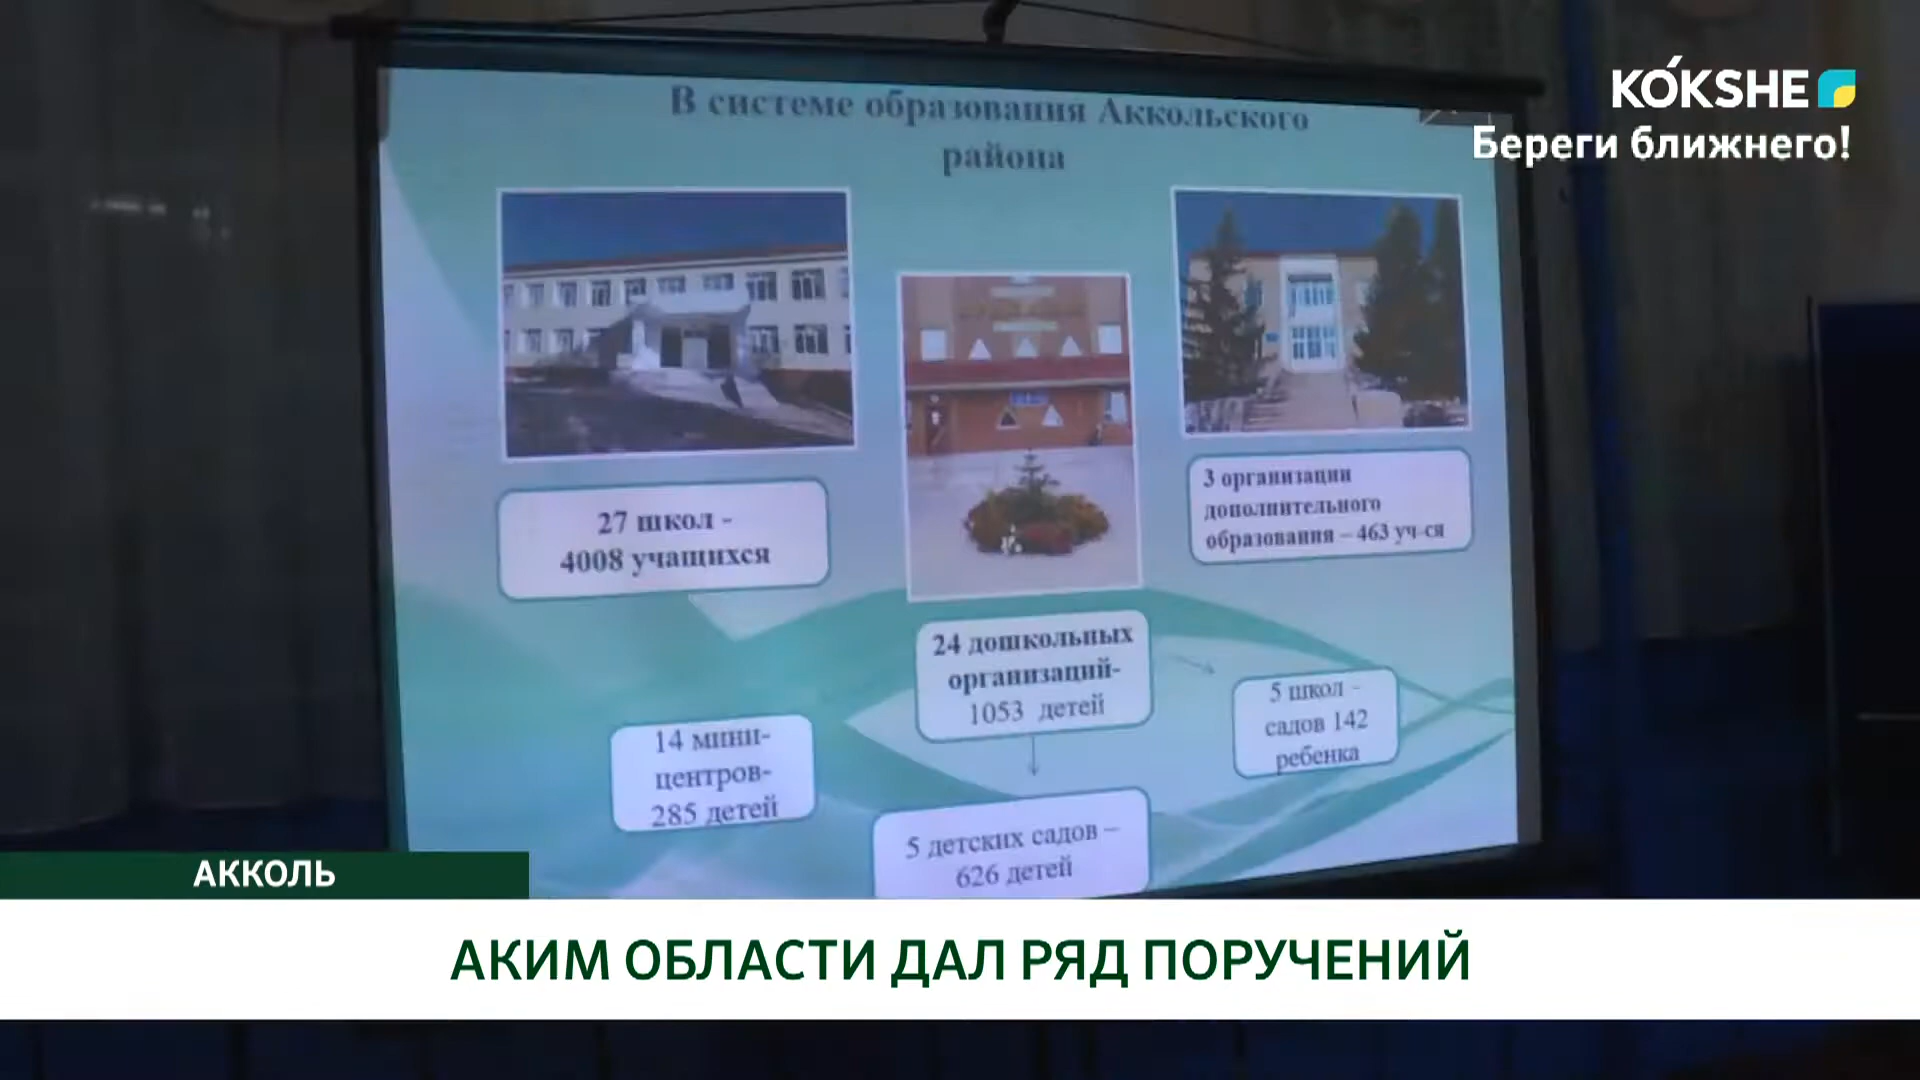 KÓKSHE
Береги ближнего!
В системе образования Аккольского
района
27 школ -
4008 учащихся
3 организации
дополнительного
образования – 463 уч-ся
24 дошкольных
организаций-
1053 детей
5 школ -
садов 142
ребенка
14 мини-
центров-
285 детей
5 детских садов –
626 детей
АККОЛЬ
АКИМ ОБЛАСТИ ДАЛ РЯД ПОРУЧЕНИЙ